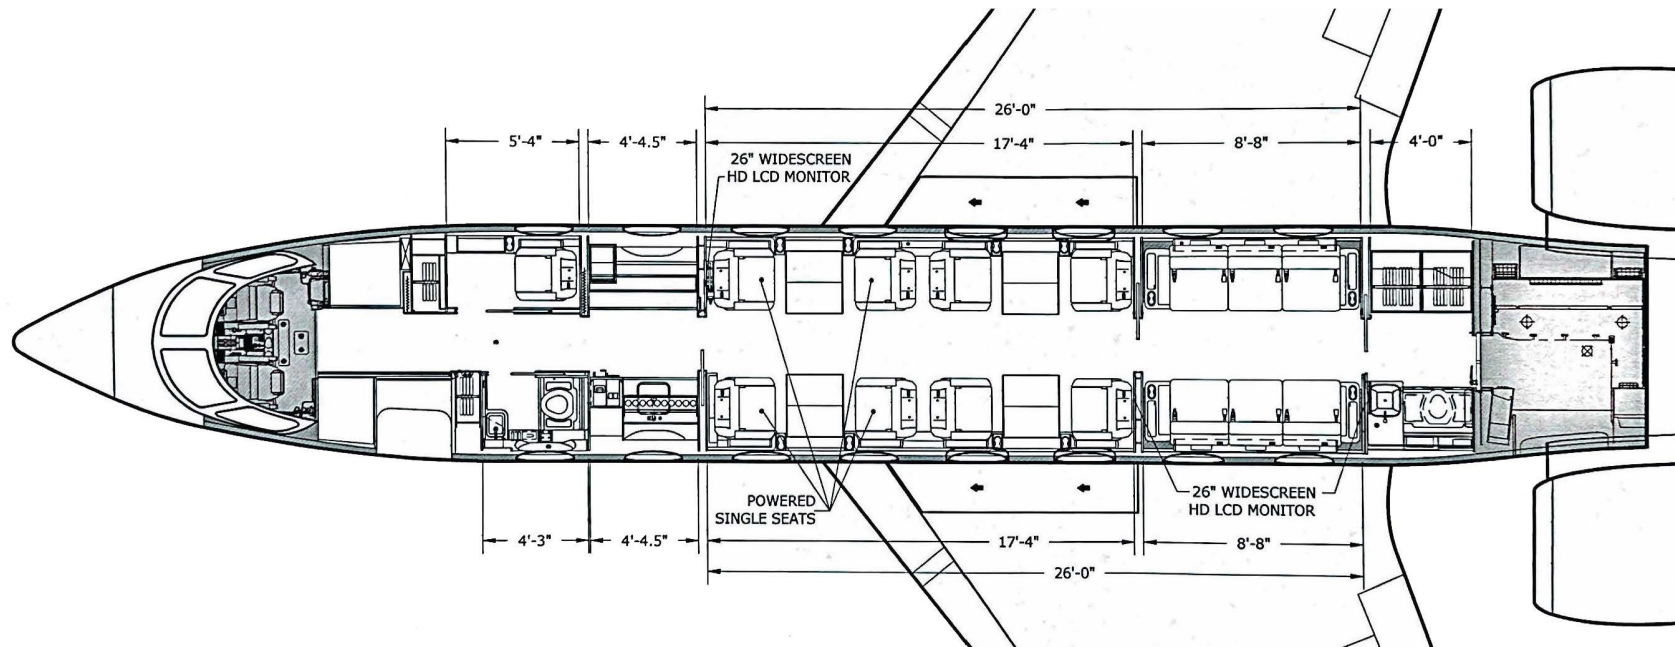 26'-0"
5'-4"
4'-4.5"
17'-4"
8'-8"
4'-0"
26" WIDESCREEN
HD LCD MONITOR
POWERED
SINGLE SEATS
26" WIDESCREEN
HD LCD MONITOR
4'-3"
4'-4.5"
17'-4"
8'-8"
26'-0"